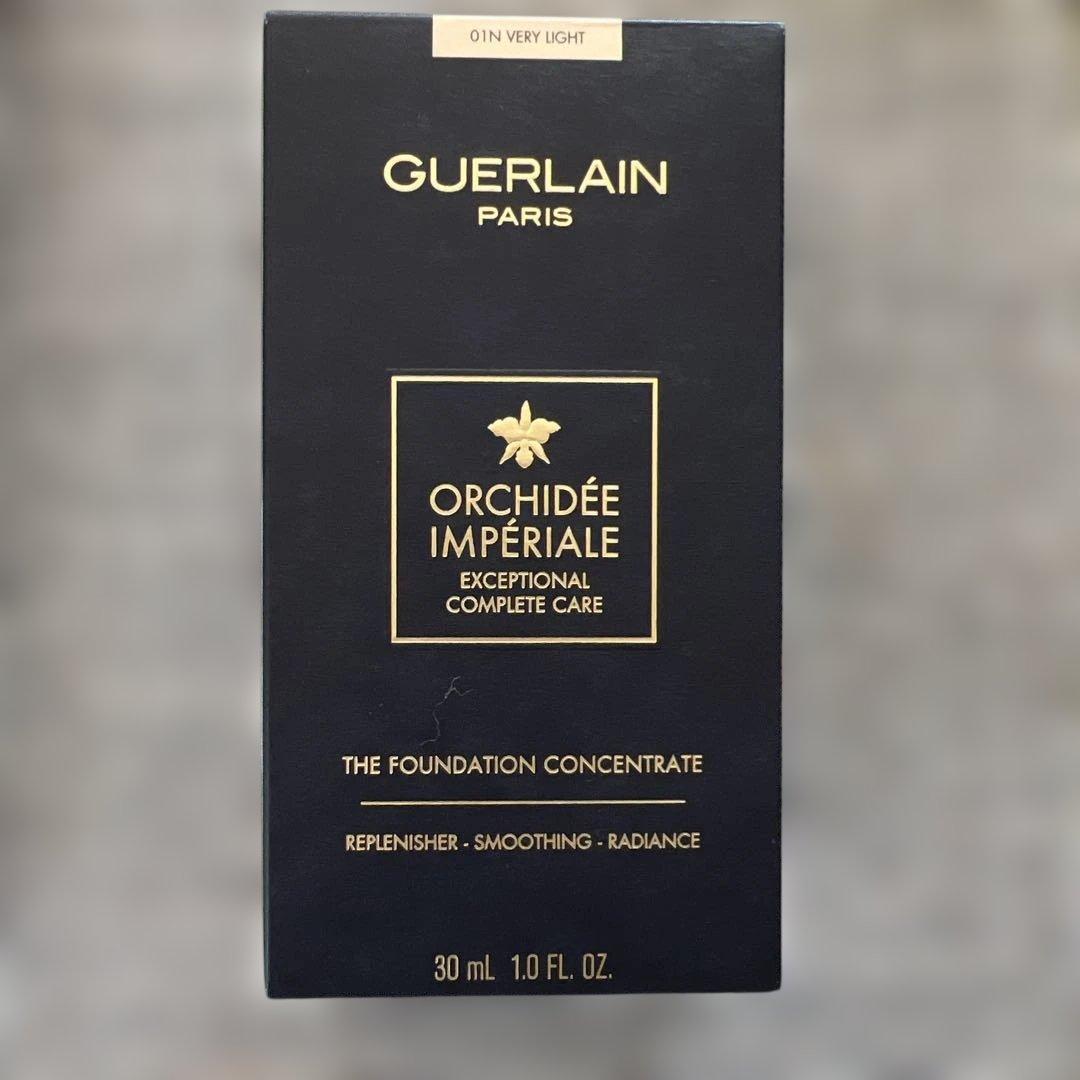 01N VERY LIGHT
GUERLAIN
PARIS
ORCHIDÉE
IMPÉRIALE
EXCEPTIONAL
COMPLETE CARE
THE FOUNDATION CONCENTRATE
REPLENISHER - SMOOTHING - RADIANCE
30 mL 1.0 FL. OZ.